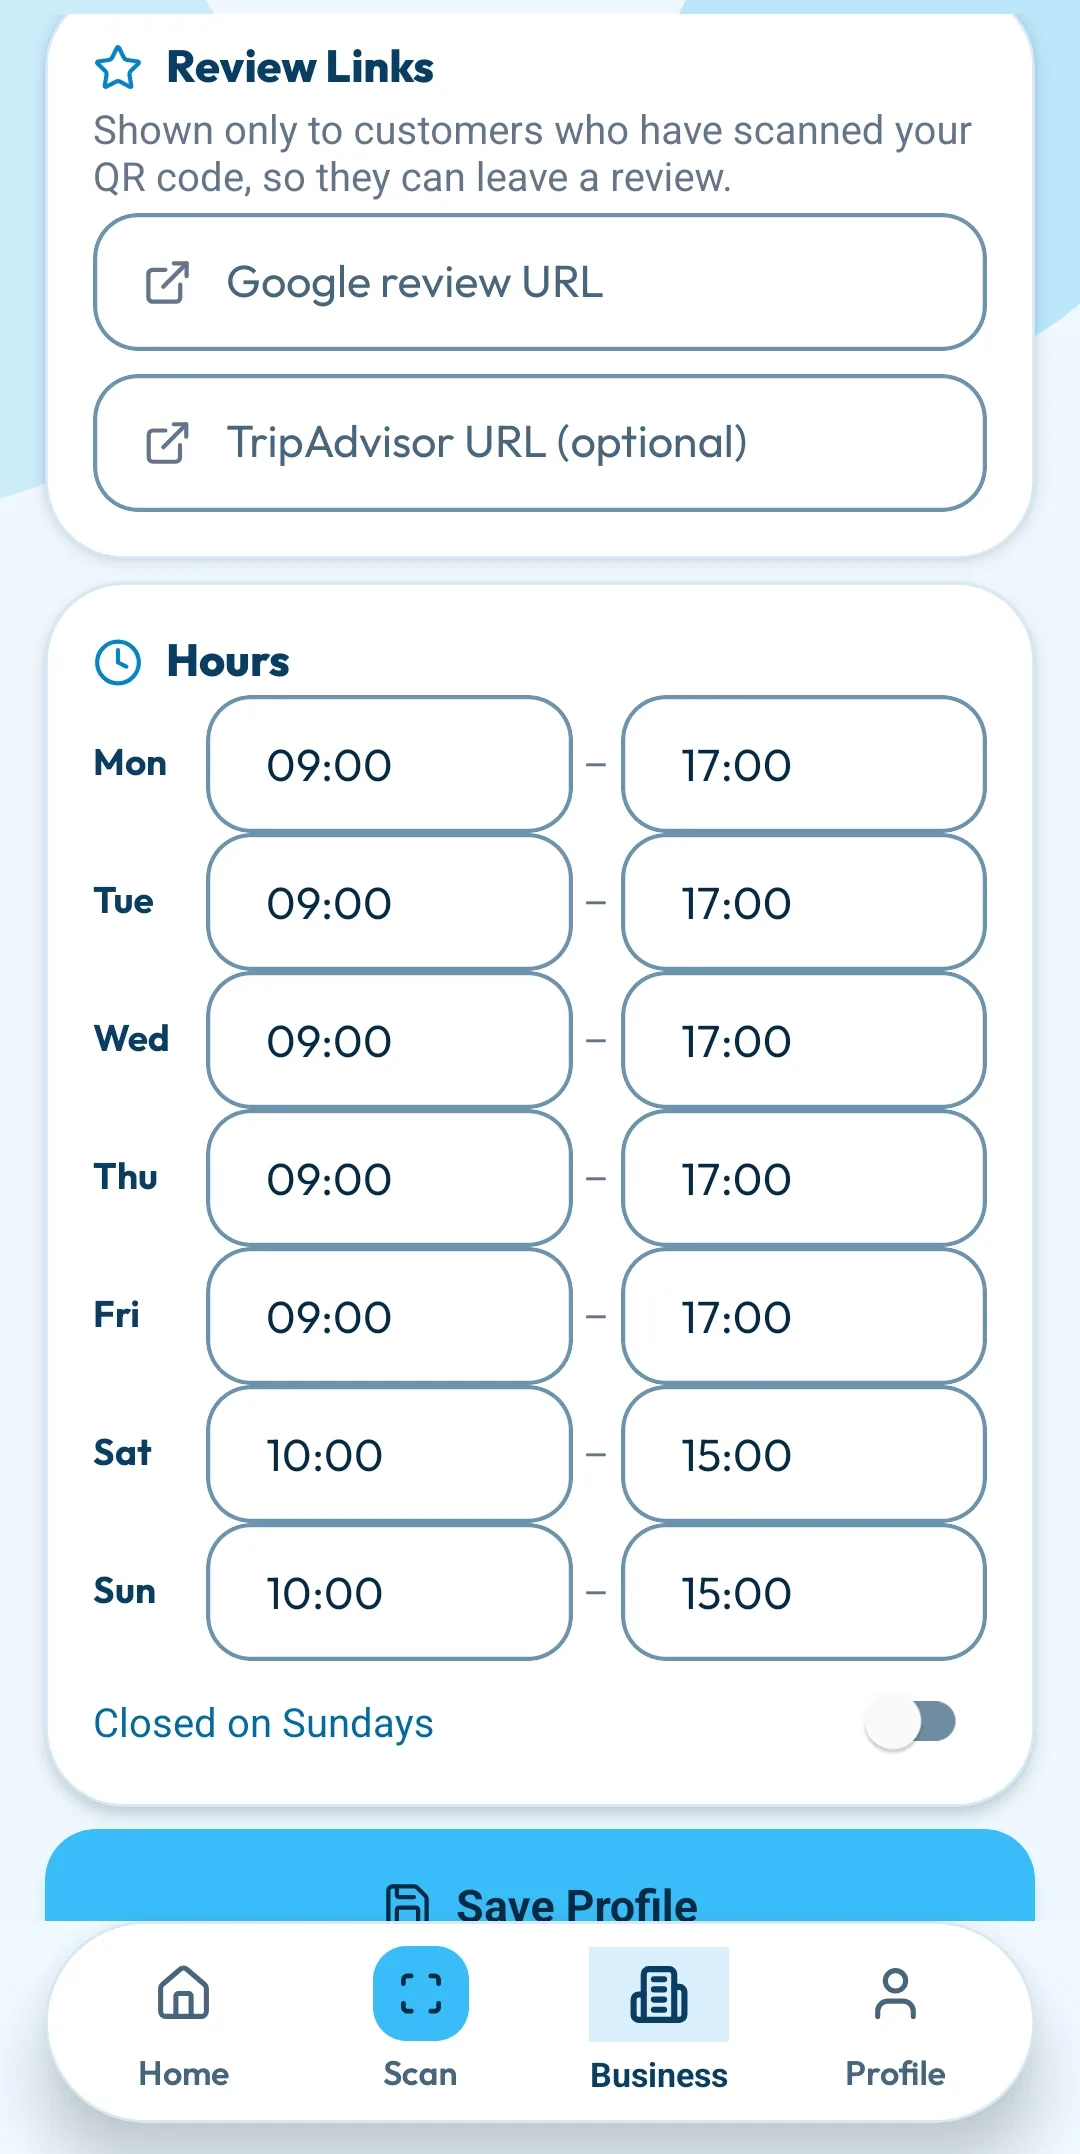 Review Links
Shown only to customers who have scanned your
QR code, so they can leave a review.
Google review URL
TripAdvisor URL (optional)
Hours
Mon 09:00 – 17:00
Tue 09:00 – 17:00
Wed 09:00 – 17:00
Thu 09:00 – 17:00
Fri 09:00 – 17:00
Sat 10:00 – 15:00
Sun 10:00 – 15:00
Closed on Sundays
Save Profile
Home Scan Business Profile